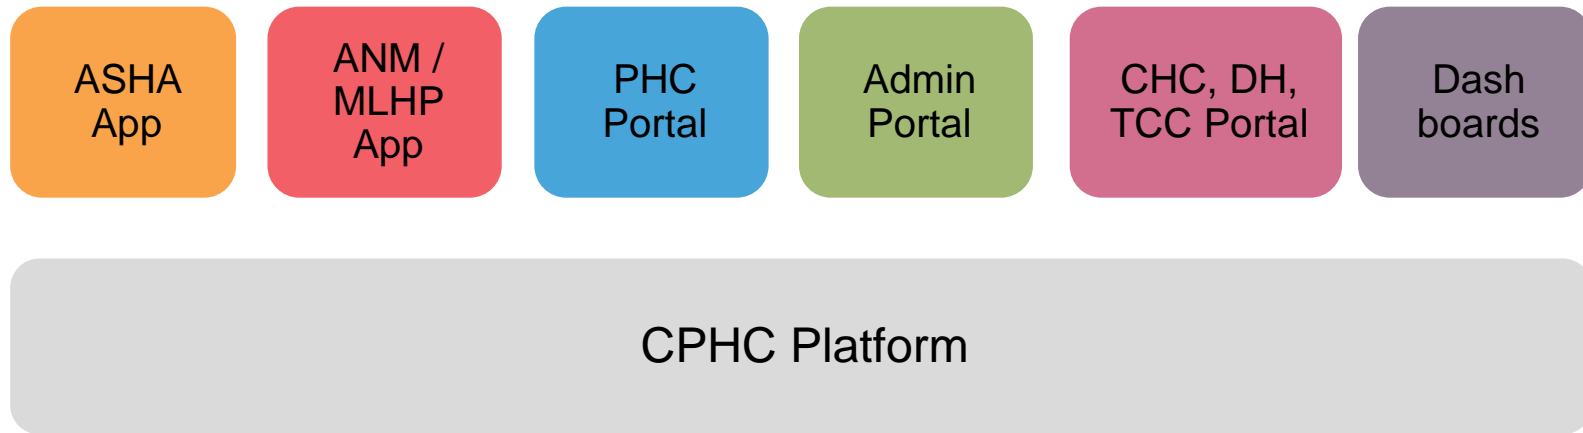 ASHA
App
ANM /
MLHP
App
PHC
Portal
Admin
Portal
CHC, DH,
TCC Portal
Dash
boards
CPHC Platform